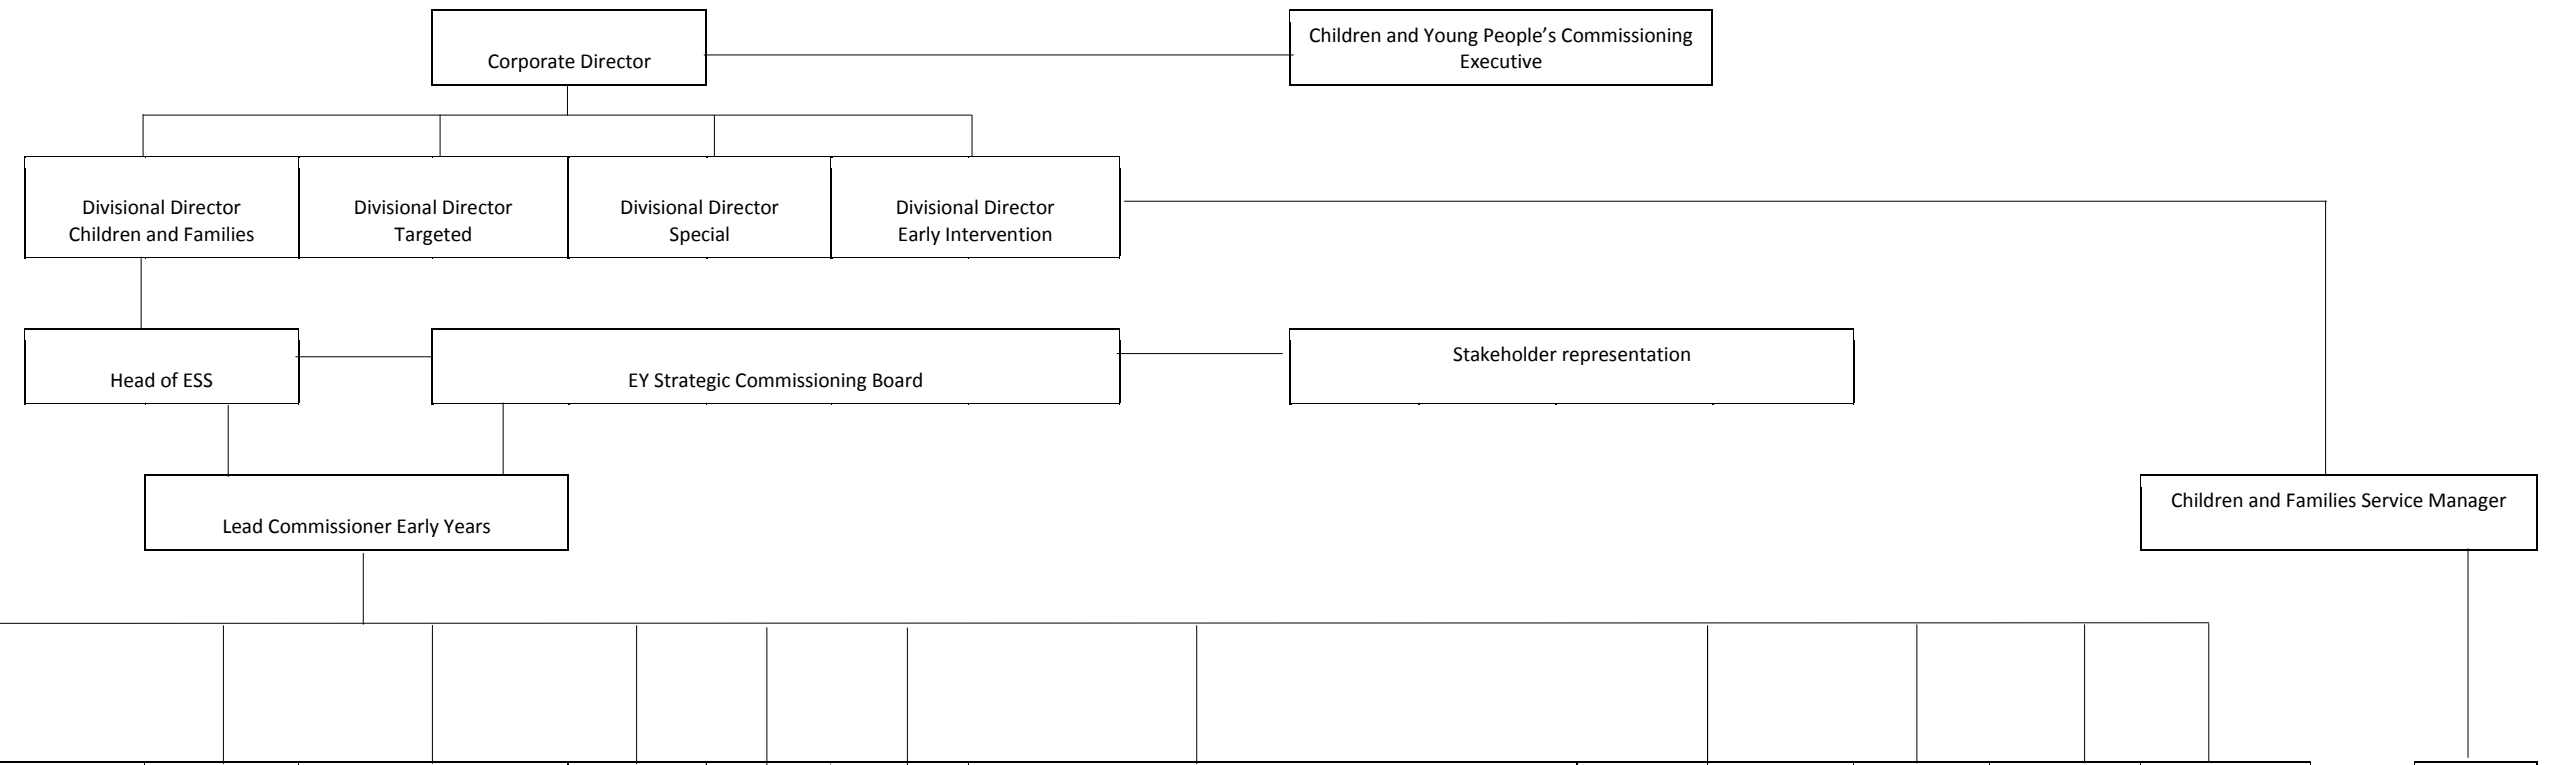 Children and Young People’s Commissioning
Executive
Corporate Director
Divisional Director
Children and Families
Divisional Director
Targeted
Divisional Director
Special
Divisional Director
Early Intervention
Head of ESS
EY Strategic Commissioning Board
Stakeholder representation
Lead Commissioner Early Years
Children and Families Service Manager